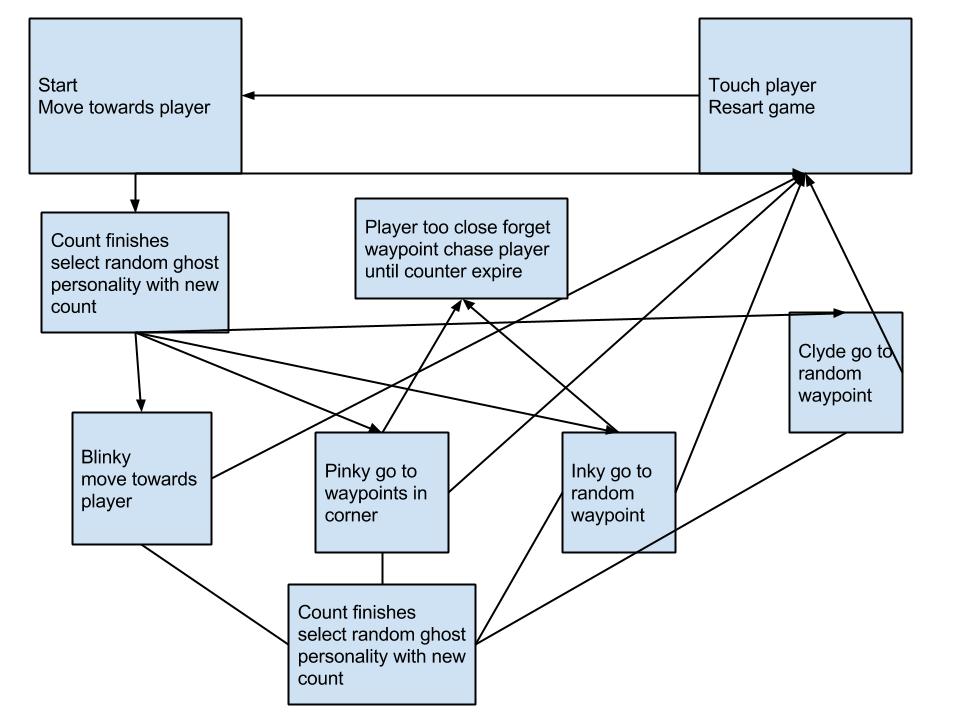 Start
Move towards player
Touch player
Resart game
Count finishes
select random ghost
personality with new
count
Player too close forget
waypoint chase player
until counter expire
Clyde go to
random
waypoint
Blinky
move towards
player
Pinky go to
waypoints in
corner
Inky go to
random
waypoint
Count finishes
select random ghost
personality with new
count